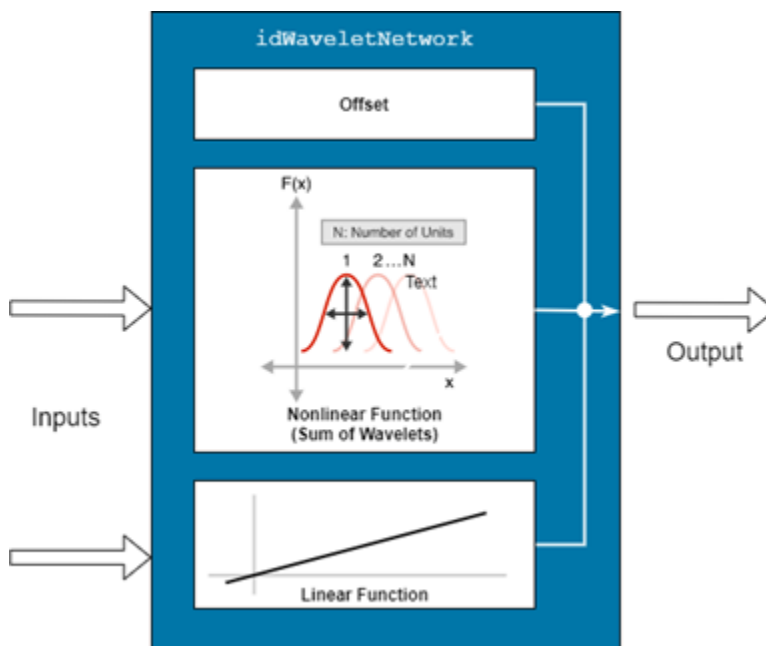 idWaveletNetwork
Offset
F(x)
N: Number of Units
1 2 ...N
Text
x
Nonlinear Function
(Sum of Wavelets)
Inputs
Output
Linear Function